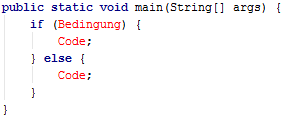 public static void main(String[] args) {
    if (Bedingung) {
        Code;
    } else {
        Code;
    }
}